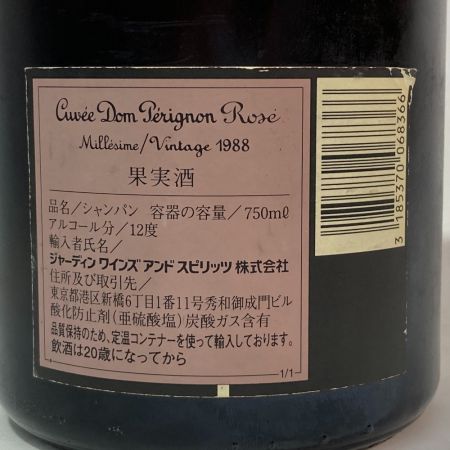 Cuvée Dom Pérignon Rosé
Millésime/Vintage 1988
果実酒
品名/シャンパン 容器の容量/750mℓ
アルコール分/12度
輸入者氏名/
ジャーディン ワインズ アンド スピリッツ 株式会社
住所及び取引先/
東京都港区新橋6丁目1番11号秀和御成門ビル
酸化防止剤(亜硫酸塩)炭酸ガス含有
品質保持のため、定温コンテナーを使って輸入しております。
飲酒は20歳になってから
1/1
3185370068366